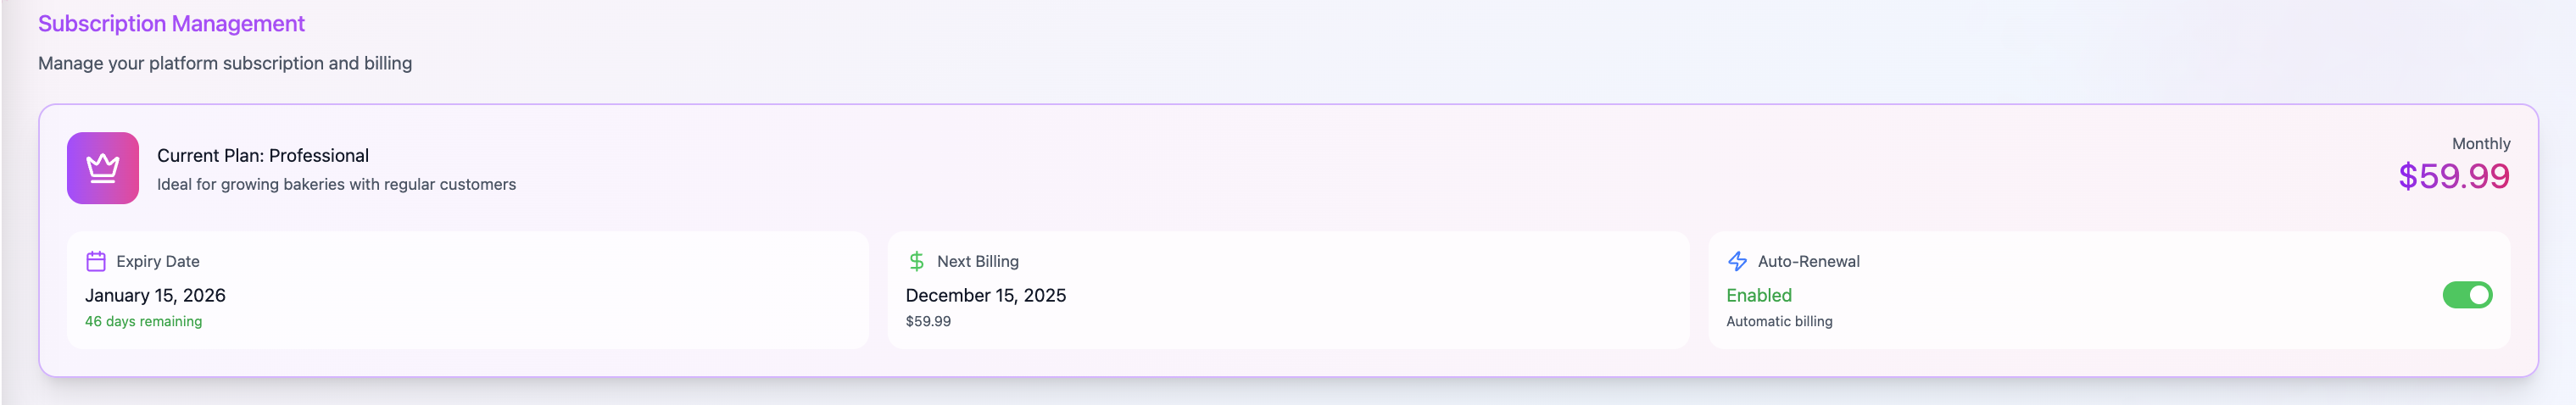 Subscription Management
Manage your platform subscription and billing
Current Plan: Professional
Ideal for growing bakeries with regular customers
Monthly
$59.99
Expiry Date
January 15, 2026
46 days remaining
Next Billing
December 15, 2025
$59.99
Auto-Renewal
Enabled
Automatic billing